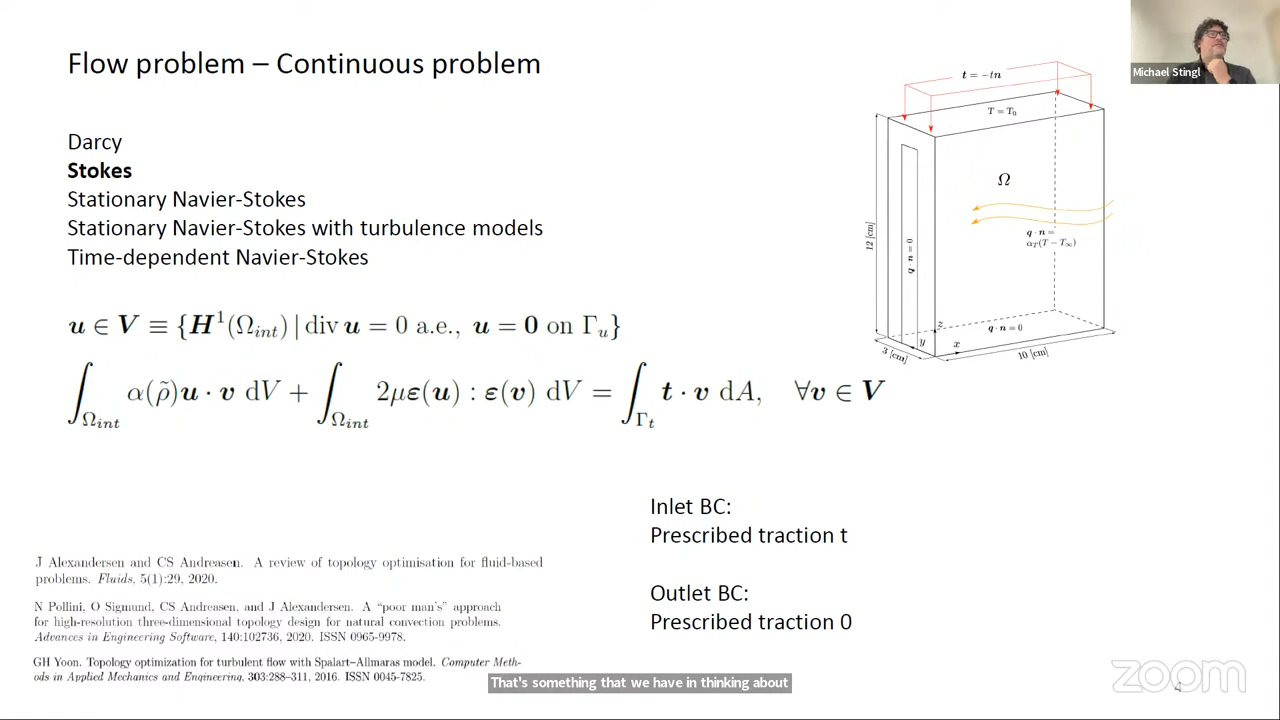 Flow problem – Continuous problem
Michael Stingl
Darcy
Stokes
Stationary Navier-Stokes
Stationary Navier-Stokes with turbulence models
Time-dependent Navier-Stokes
t = −tn
T = T₀
Ω
12 [cm]
q · n = 0
q · n =
α_T(T − T_∞)
z
y
x
q · n = 0
3 [cm]
10 [cm]
u ∈ V ≡ {H¹(Ω_int) | div u = 0 a.e., u = 0 on Γ_u}
∫_{Ω_int} α(ρ̃)u · v dV + ∫_{Ω_int} 2με(u) : ε(v) dV = ∫_{Γ_t} t · v dA, ∀v ∈ V
Inlet BC:
Prescribed traction t
Outlet BC:
Prescribed traction 0
J Alexandersen and CS Andreasen. A review of topology optimisation for fluid-based
problems. Fluids, 5(1):29, 2020.
N Pollini, O Sigmund, CS Andreasen, and J Alexandersen. A “poor man's” approach
for high-resolution three-dimensional topology design for natural convection problems.
Advances in Engineering Software, 140:102736, 2020. ISSN 0965-9978.
GH Yoon. Topology optimization for turbulent flow with Spalart–Allmaras model. Computer Meth-
ods in Applied Mechanics and Engineering, 303:288–311, 2016. ISSN 0045-7825.
That's something that we have in thinking about
zoom
4